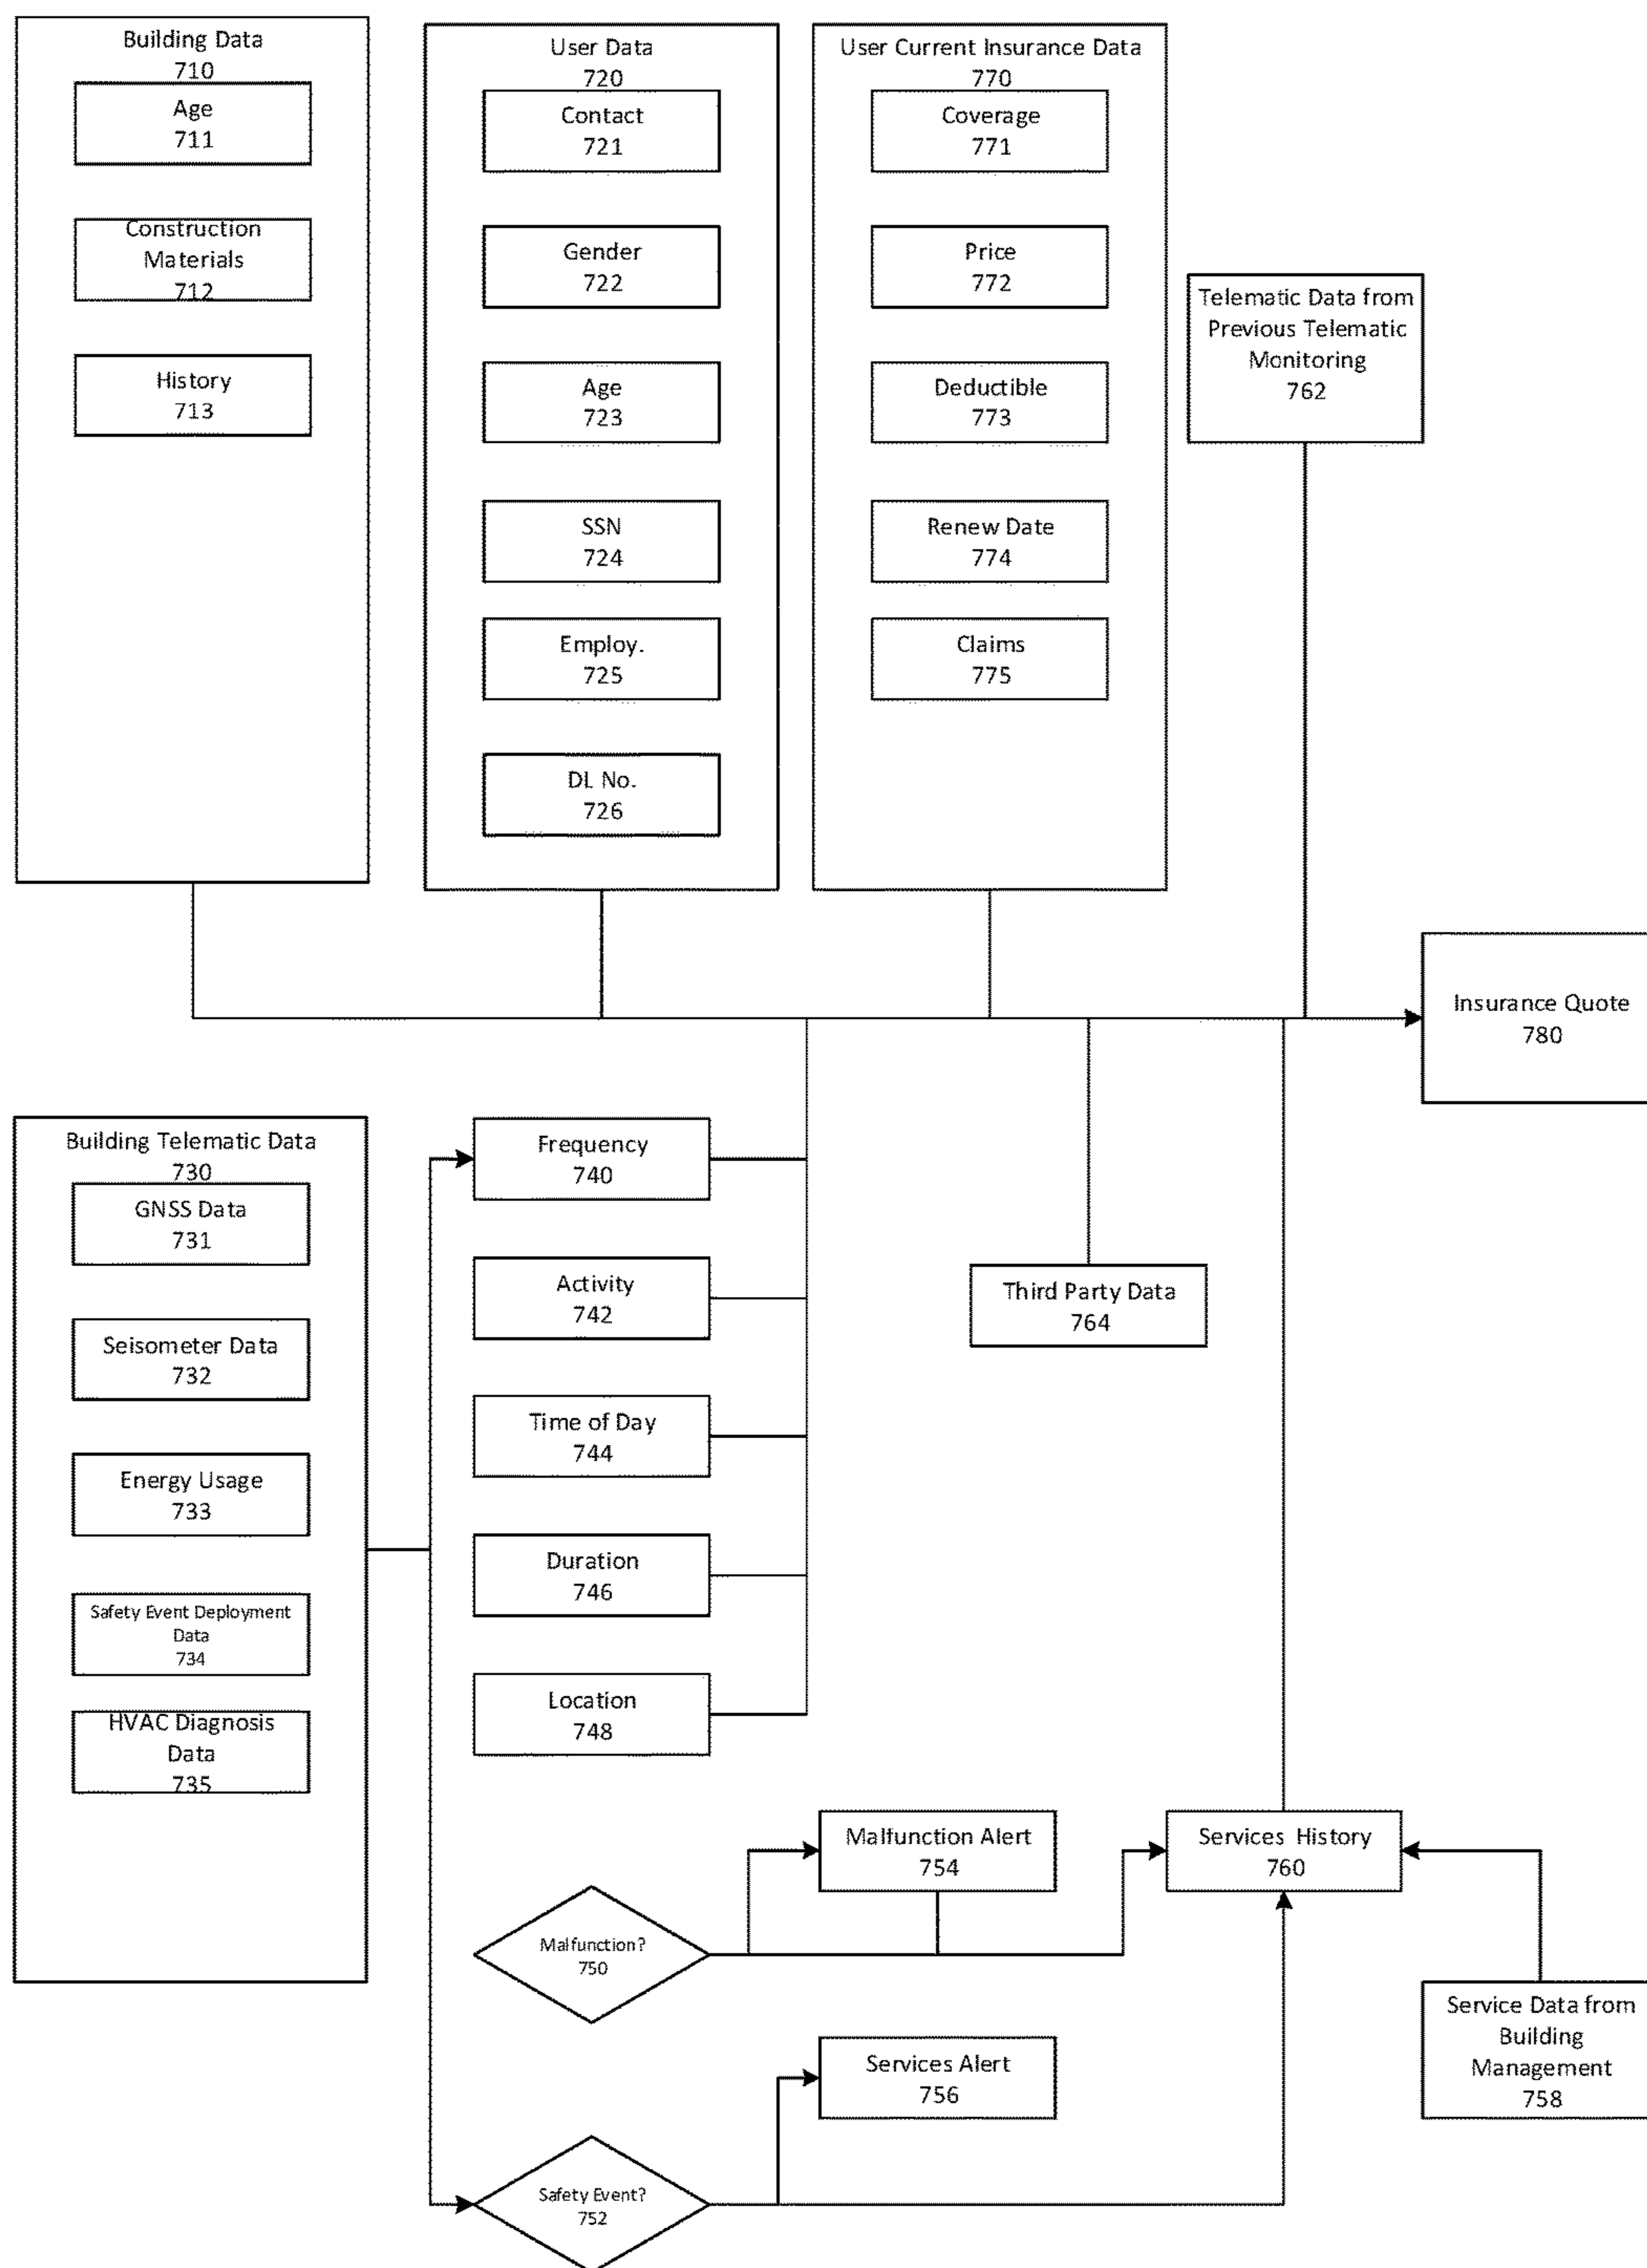 Building Data
710
Age
711
Construction
Materials
712
History
713
User Data
720
Contact
721
Gender
722
Age
723
SSN
724
Employ.
725
DL No.
726
User Current Insurance Data
770
Coverage
771
Price
772
Deductible
773
Renew Date
774
Claims
775
Telematic Data from
Previous Telematic
Monitoring
762
Insurance Quote
780
Building Telematic Data
730
GNSS Data
731
Seisometer Data
732
Energy Usage
733
Safety Event Deployment
Data
734
HVAC Diagnosis
Data
735
Frequency
740
Activity
742
Time of Day
744
Duration
746
Location
748
Third Party Data
764
Malfunction?
750
Malfunction Alert
754
Services History
760
Service Data from
Building
Management
758
Services Alert
756
Safety Event?
752